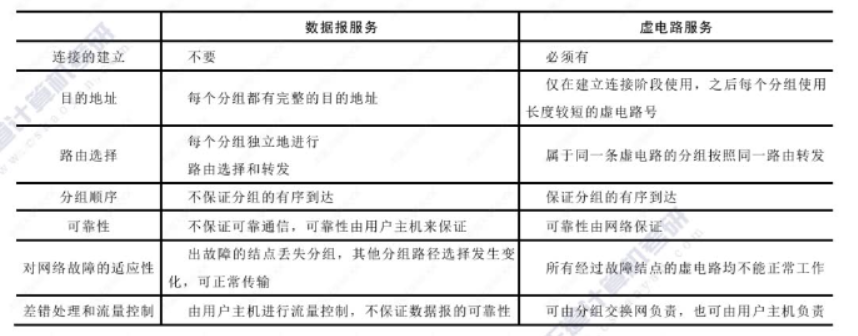 数据报服务 虚电路服务
连接的建立 不要 必须有
目的地址 每个分组都有完整的目的地址 仅在建立连接阶段使用，之后每个分组使用
长度较短的虚电路号
路由选择 每个分组独立地进行
路由选择和转发 属于同一条虚电路的分组按照同一路由转发
分组顺序 不保证分组的有序到达 保证分组的有序到达
可靠性 不保证可靠通信，可靠性由用户主机来保证 可靠性由网络保证
对网络故障的适应性 出故障的结点丢失分组，其他分组路径选择发生变
化，可正常传输 所有经过故障结点的虚电路均不能正常工作
差错处理和流量控制 由用户主机进行流量控制，不保证数据报的可靠性 可由分组交换网负责，也可由用户主机负责